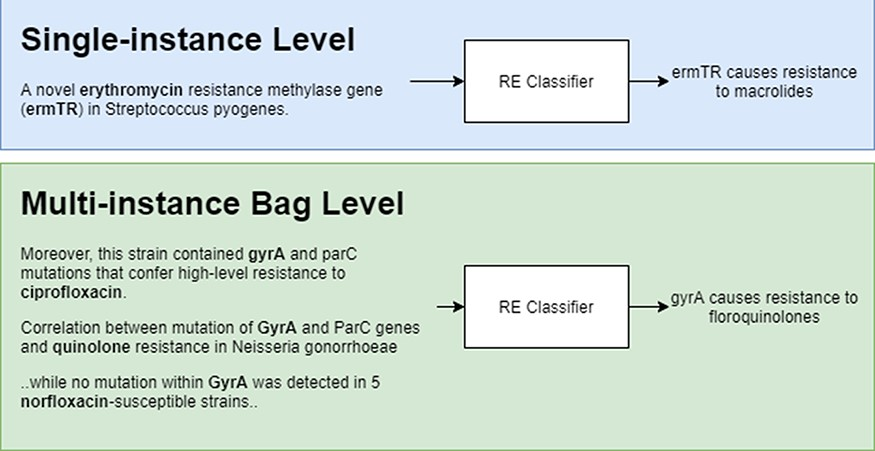 Single-instance Level
A novel erythromycin resistance methylase gene
(ermTR) in Streptococcus pyogenes.
RE Classifier
ermTR causes resistance
to macrolides
Multi-instance Bag Level
Moreover, this strain contained gyrA and parC
mutations that confer high-level resistance to
ciprofloxacin.
Correlation between mutation of GyrA and ParC genes
and quinolone resistance in Neisseria gonorrhoeae
..while no mutation within GyrA was detected in 5
norfloxacin-susceptible strains..
RE Classifier
gyrA causes resistance to
floroquinolones